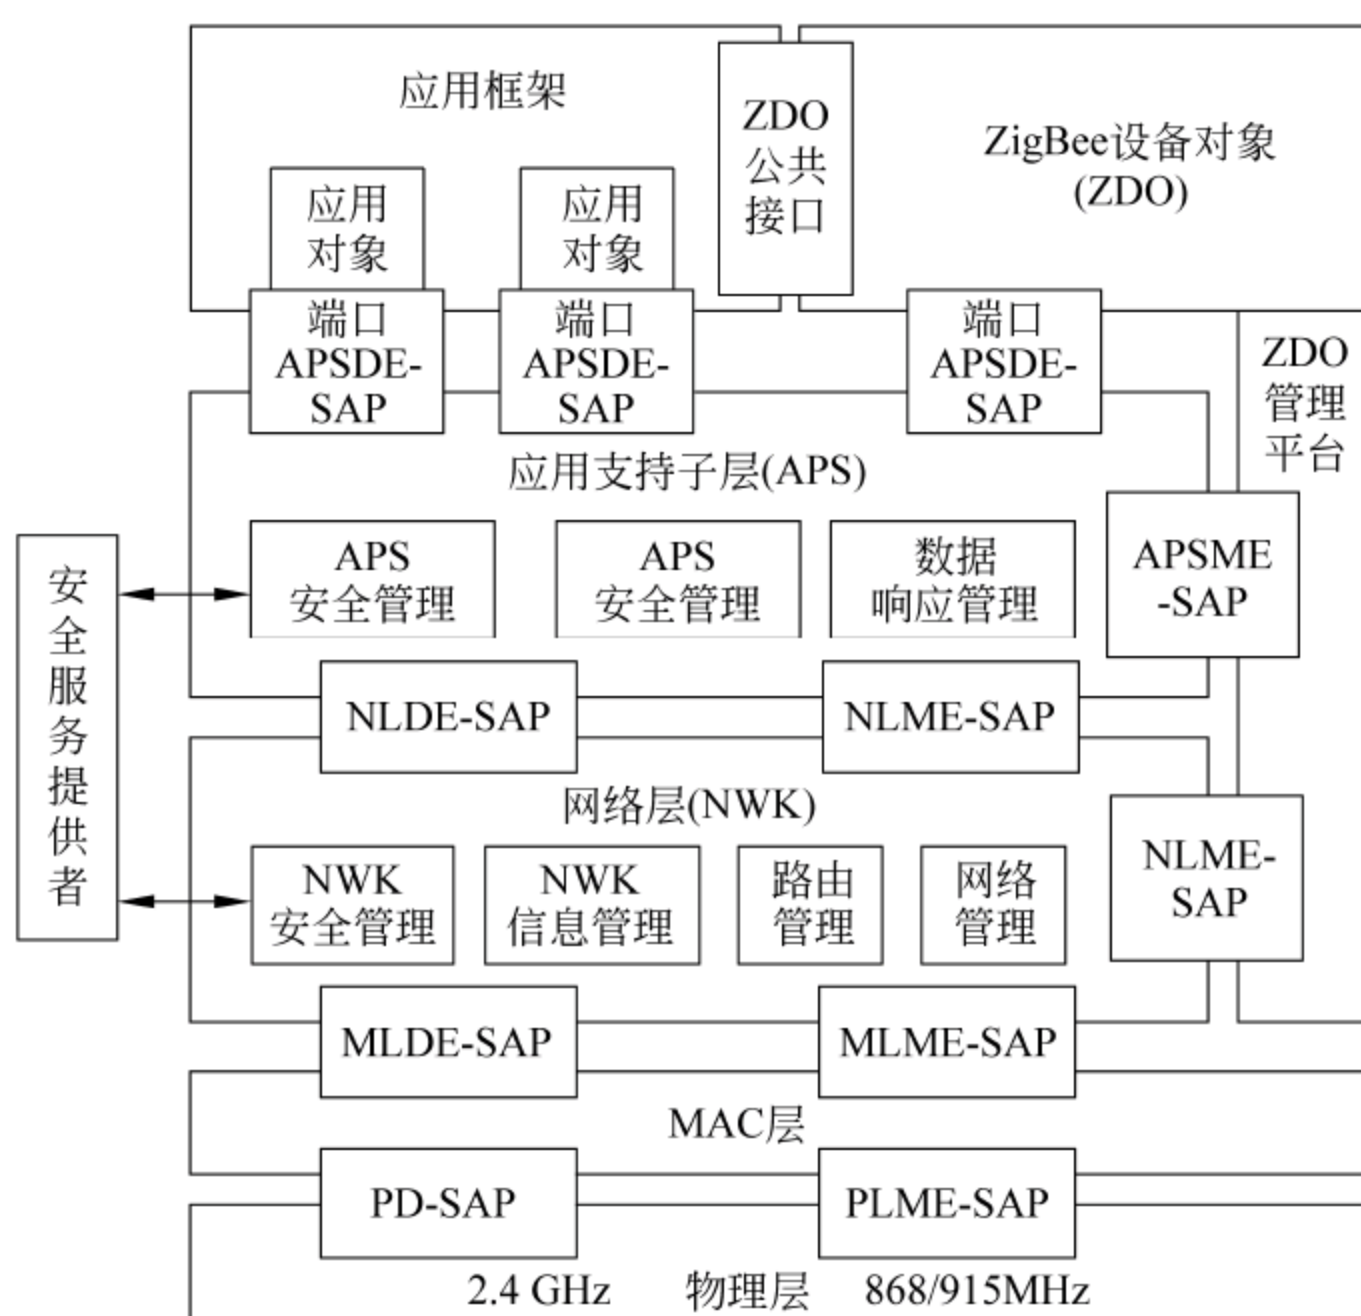 应用框架
ZDO
公共
接口
ZigBee设备对象
(ZDO)
应用
对象
应用
对象
端口
APSDE-
SAP
端口
APSDE-
SAP
端口
APSDE-
SAP
ZDO
管理
平台
应用支持子层(APS)
APS
安全管理
APS
安全管理
数据
响应管理
APSME
-SAP
安
全
服
务
提
供
者
NLDE-SAP
NLME-SAP
网络层(NWK)
NWK
安全管理
NWK
信息管理
路由
管理
网络
管理
NLME-
SAP
MLDE-SAP
MLME-SAP
MAC层
PD-SAP
PLME-SAP
2.4 GHz 物理层 868/915MHz